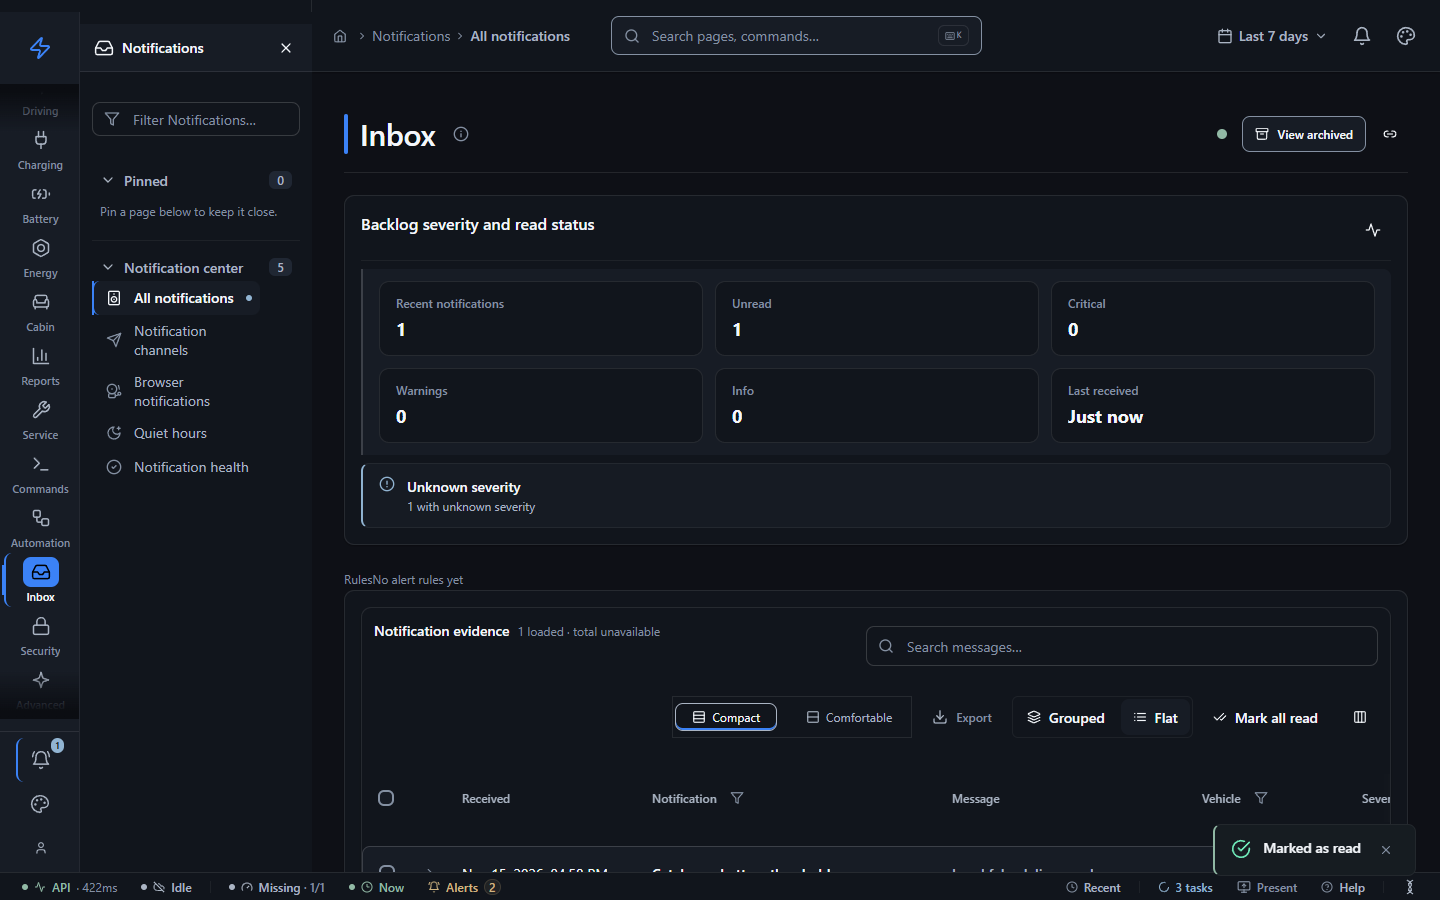 Notifications
Notifications
All notifications
Search pages, commands...
K
Last 7 days
Driving
Charging
Battery
Energy
Cabin
Reports
Service
Commands
Automation
Inbox
Security
Advanced
1
Filter Notifications...
Pinned
0
Pin a page below to keep it close.
Notification center
5
All notifications
Notification
channels
Browser
notifications
Quiet hours
Notification health
Inbox
View archived
Backlog severity and read status
Recent notifications
1
Unread
1
Critical
0
Warnings
0
Info
0
Last received
Just now
Unknown severity
1 with unknown severity
RulesNo alert rules yet
Notification evidence 1 loaded · total unavailable
Search messages...
Compact
Comfortable
Export
Grouped
Flat
Mark all read
Received
Notification
Message
Vehicle
Marked as read
API · 422ms
Idle
Missing · 1/1
Now
Alerts 2
Recent
3 tasks
Present
Help